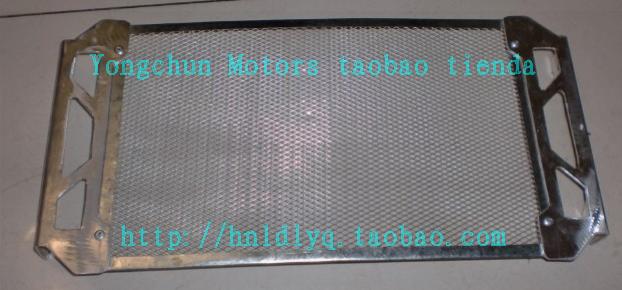 Yongchun Motors taobao tienda
http://hnldlyq.taobao.com